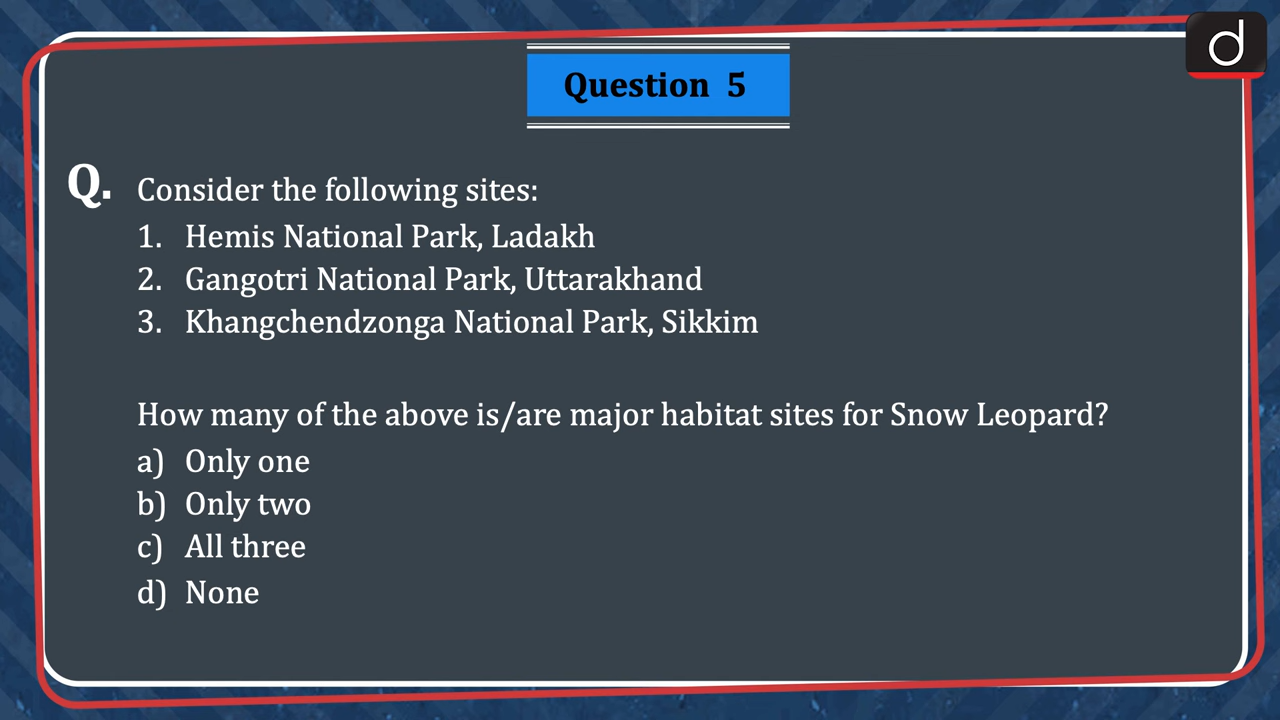 d
Question 5
Q. Consider the following sites:
1. Hemis National Park, Ladakh
2. Gangotri National Park, Uttarakhand
3. Khangchendzonga National Park, Sikkim
How many of the above is/are major habitat sites for Snow Leopard?
a) Only one
b) Only two
c) All three
d) None